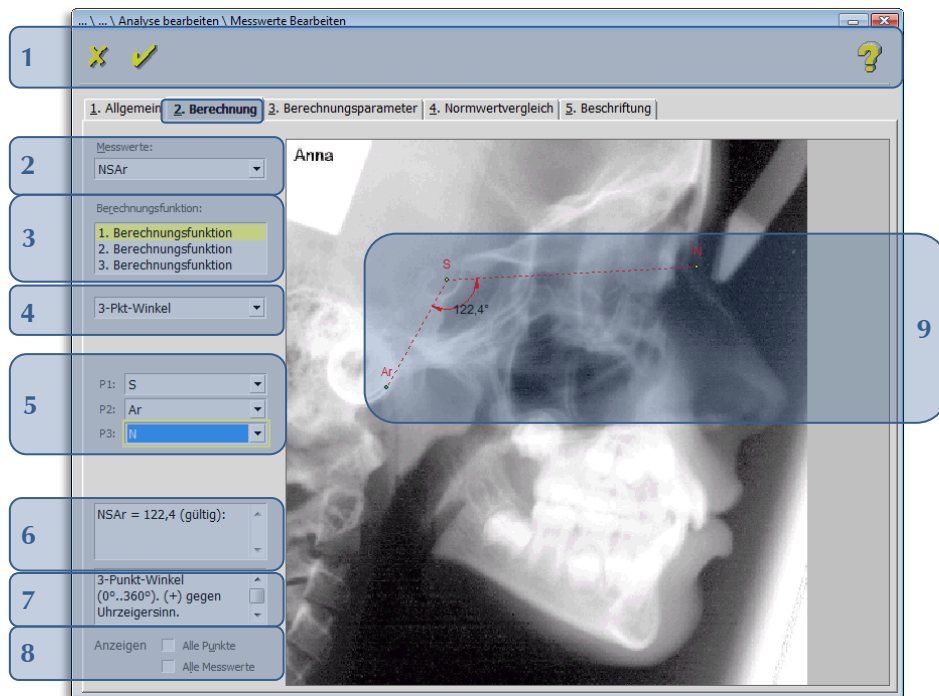 ... \ ... \ Analyse bearbeiten \ Messwerte Bearbeiten
1
?
1. Allgemein 2. Berechnung 3. Berechnungsparameter 4. Normwertvergleich 5. Beschriftung
2
Messwerte:
NSAr
3
Berechnungsfunktion:
1. Berechnungsfunktion
2. Berechnungsfunktion
3. Berechnungsfunktion
4
3-Pkt-Winkel
5
P1: S
P2: Ar
P3: N
6
NSAr = 122,4 (gültig):
7
3-Punkt-Winkel
(0°..360°). (+) gegen
Uhrzeigersinn.
8
Anzeigen Alle Punkte
Alle Messwerte
Anna
S
N
122,4°
Ar
9